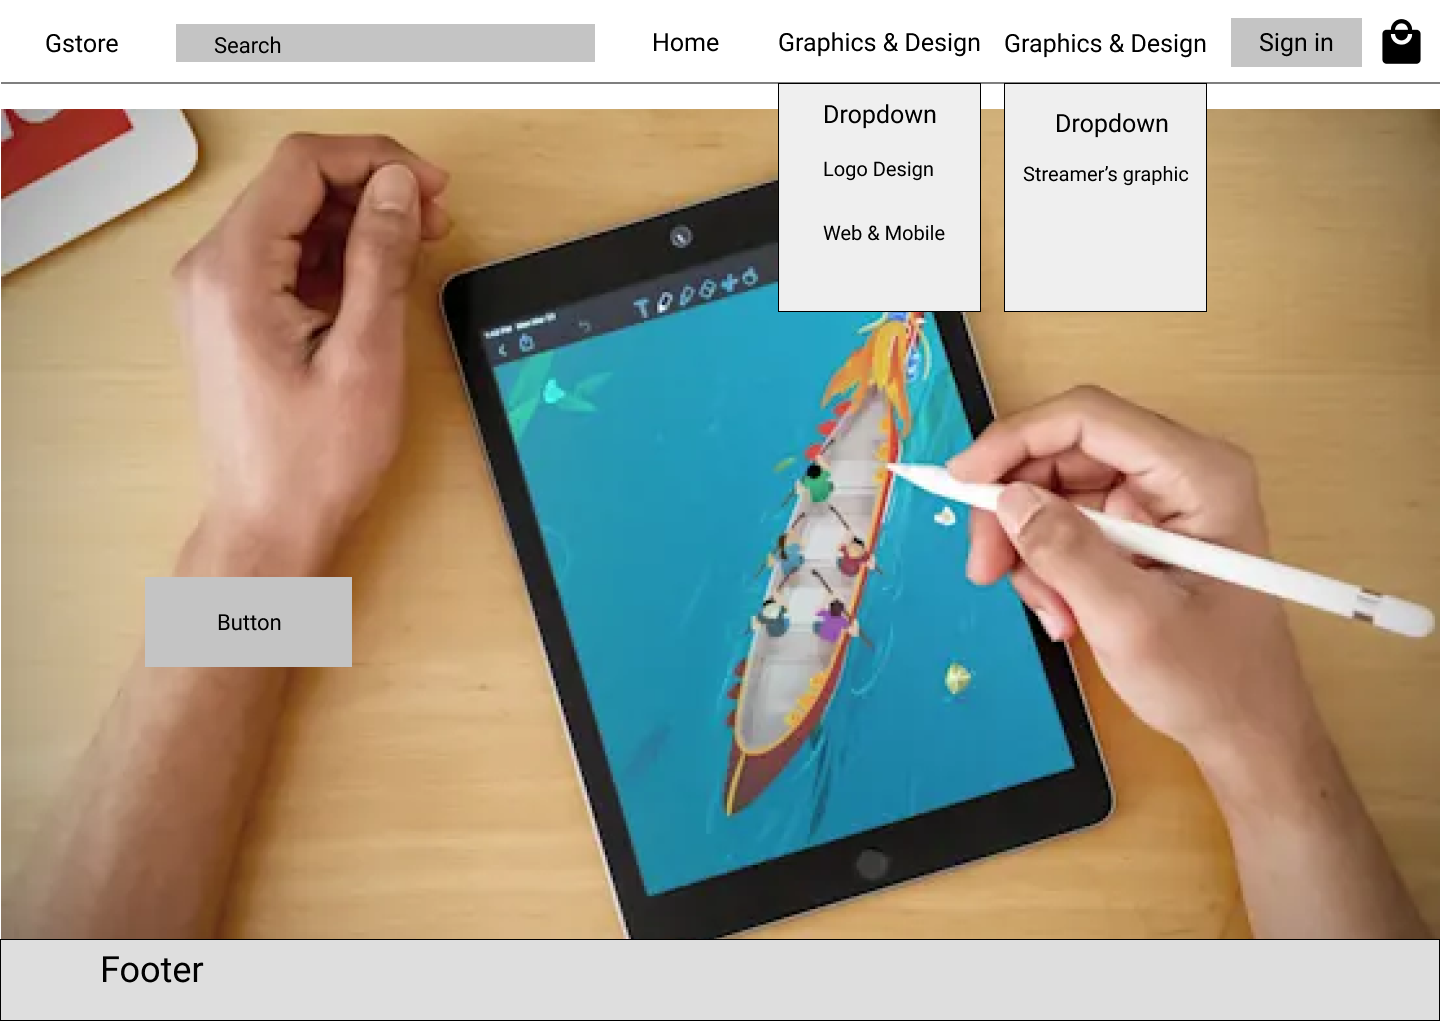 Gstore
Search
Home
Graphics & Design
Graphics & Design
Sign in
Dropdown
Logo Design
Web & Mobile
Dropdown
Streamer’s graphic
Button
Footer